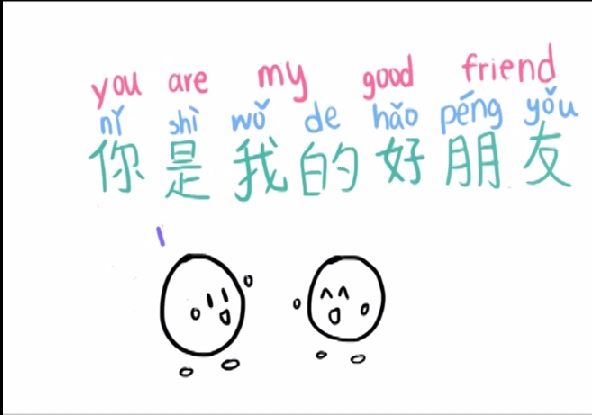 you are my good friend
nǐ shì wǒ de hǎo péng yǒu
你是我的好朋友